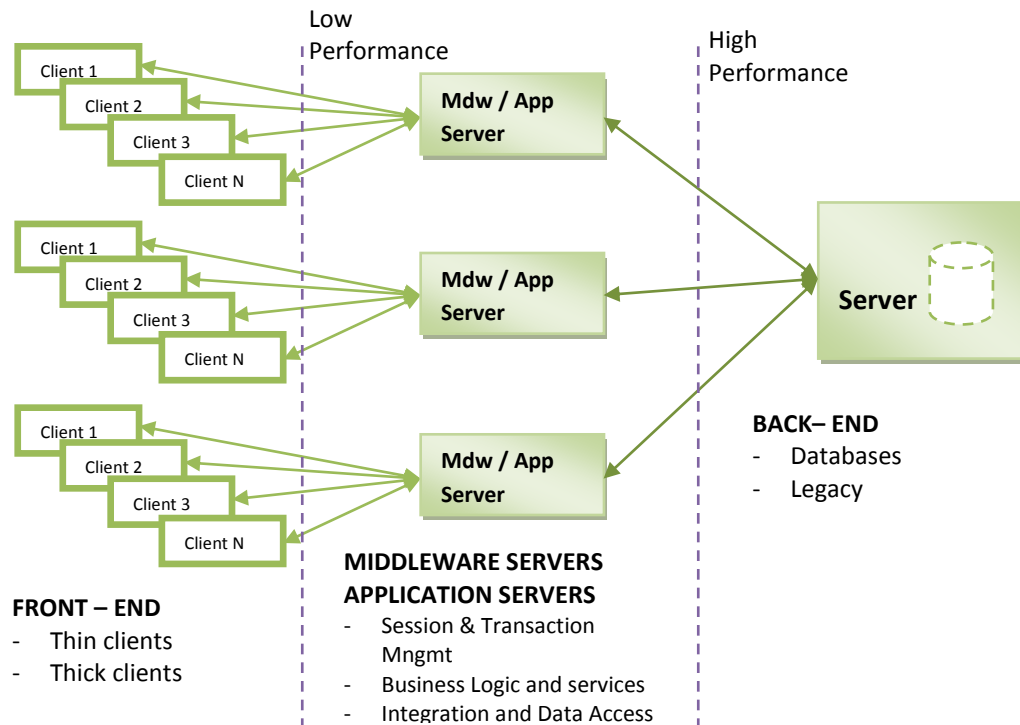 Low
Performance
High
Performance
Client 1
Client 2
Client 3
Client N
Mdw / App
Server
Client 1
Client 2
Client 3
Client N
Mdw / App
Server
Server
Client 1
Client 2
Client 3
Client N
Mdw / App
Server
FRONT – END
- Thin clients
- Thick clients
MIDDLEWARE SERVERS
APPLICATION SERVERS
- Session & Transaction
Mngmt
- Business Logic and services
- Integration and Data Access
BACK– END
- Databases
- Legacy